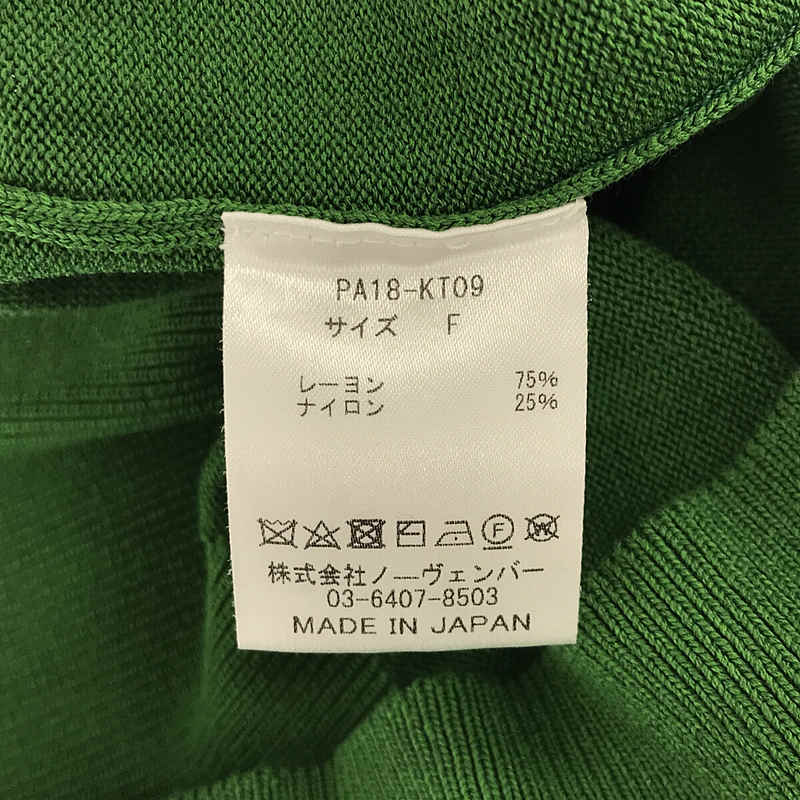 PA18-KT09
サイズ F
レーヨン 75%
ナイロン 25%
F W
株式会社ノーヴェンバー
03-6407-8503
MADE IN JAPAN